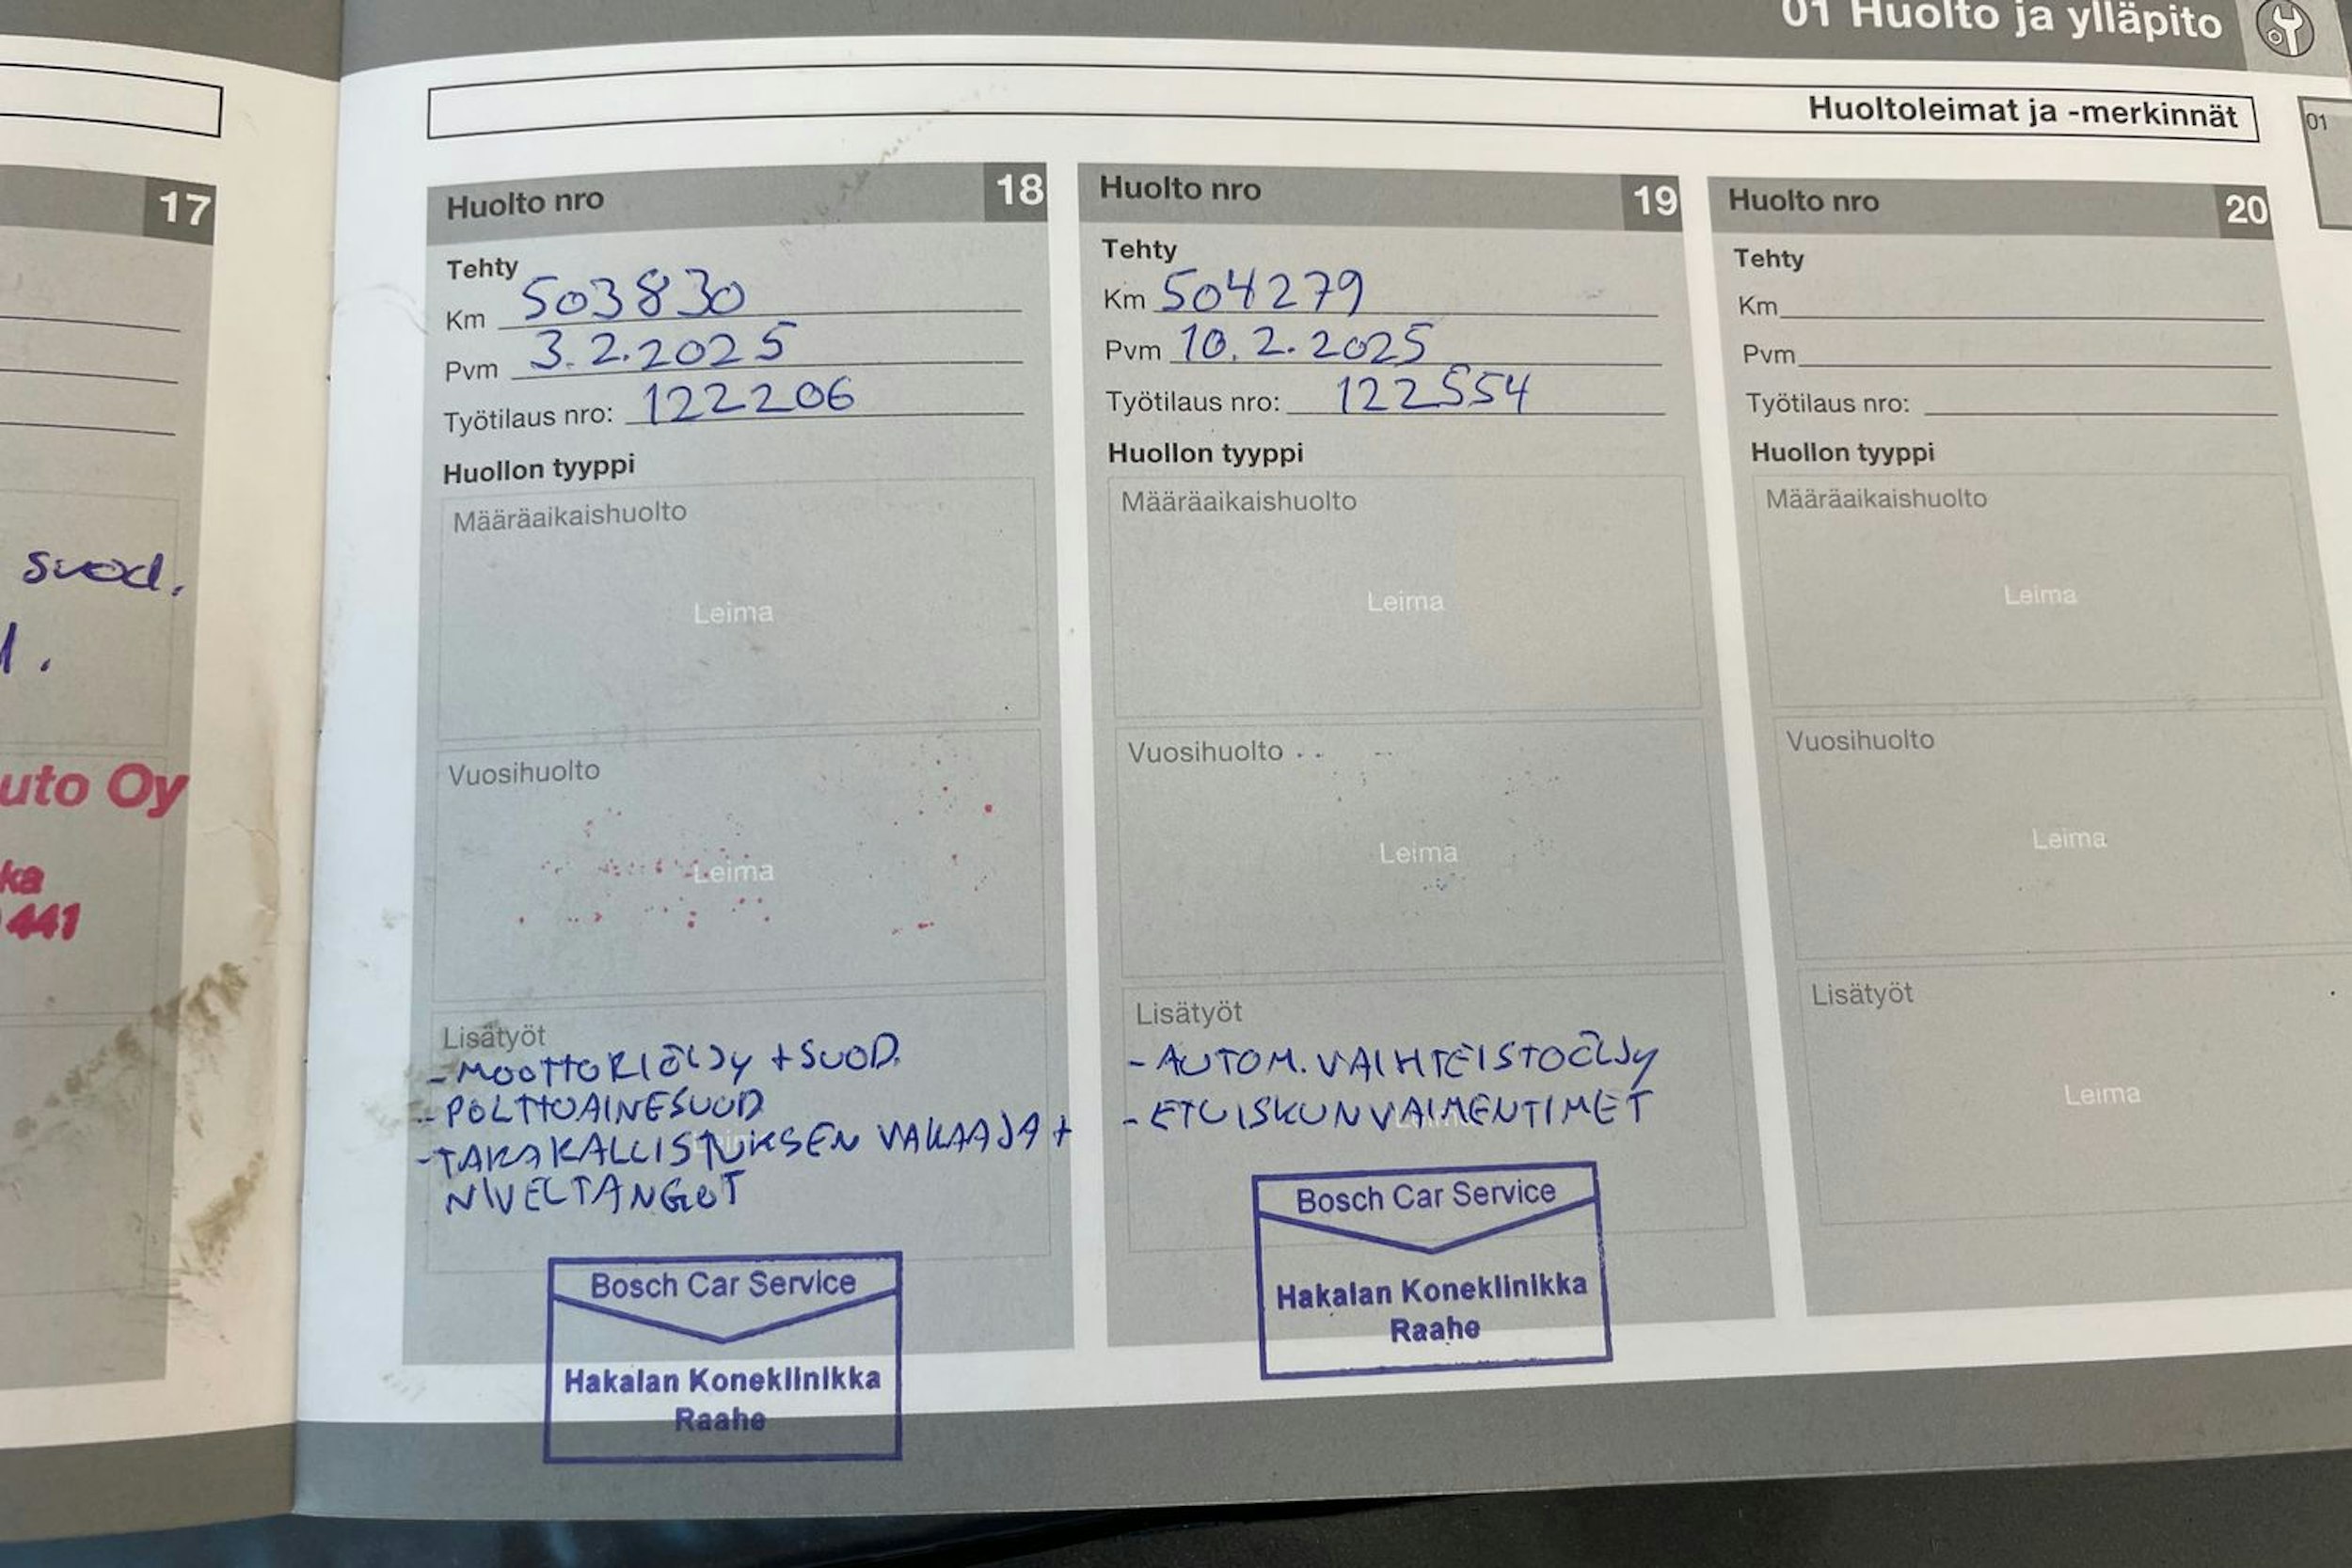 01 Huolto ja ylläpito
Huoltoleimat ja -merkinnät
01
17
suod.
uto Oy
ka
441
Huolto nro 18
Tehty
Km 503830
Pvm 3.2.2025
Työtilaus nro: 122206
Huollon tyyppi
Määräaikaishuolto
Leima
Vuosihuolto
Leima
Lisätyöt
- MOOTTORIÖLJY + SUOD.
- POLTTOAINESUOD
- TAKAKALLISTUKSEN VAKAAJA +
NIVELTANGOT
Bosch Car Service
Hakalan Koneklinikka
Raahe
Huolto nro 19
Tehty
Km 504279
Pvm 10.2.2025
Työtilaus nro: 122554
Huollon tyyppi
Määräaikaishuolto
Leima
Vuosihuolto
Leima
Lisätyöt
- AUTOM. VAIHTEISTOÖLJY
- ETUISKUNVAIMENTIMET
Bosch Car Service
Hakalan Koneklinikka
Raahe
Huolto nro 20
Tehty
Km
Pvm
Työtilaus nro:
Huollon tyyppi
Määräaikaishuolto
Leima
Vuosihuolto
Leima
Lisätyöt
Leima